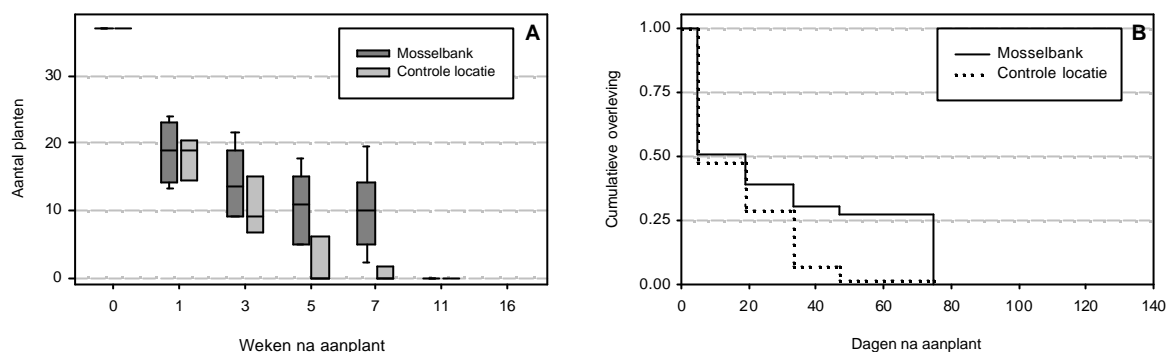 A
Mosselbank
Controle locatie
30
20
10
0
Aantal planten
0 1 3 5 7 11 16
Weken na aanplant
B
Mosselbank
Controle locatie
1.00
0.75
0.50
0.25
0.00
Cumulatieve overleving
0 20 40 60 80 100 120 140
Dagen na aanplant